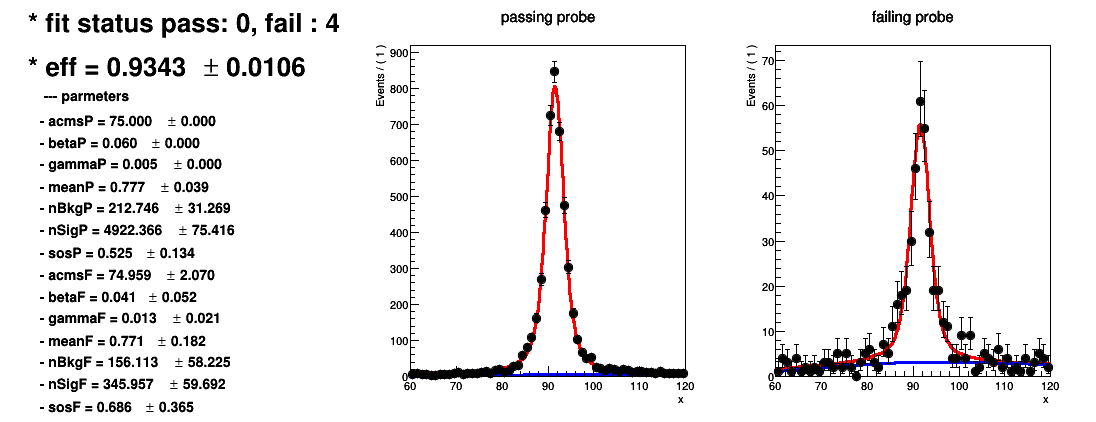 * fit status pass: 0, fail : 4
* eff = 0.9343 ± 0.0106
--- parmeters
- acmsP = 75.000 ± 0.000
- betaP = 0.060 ± 0.000
- gammaP = 0.005 ± 0.000
- meanP = 0.777 ± 0.039
- nBkgP = 212.746 ± 31.269
- nSigP = 4922.366 ± 75.416
- sosP = 0.525 ± 0.134
- acmsF = 74.959 ± 2.070
- betaF = 0.041 ± 0.052
- gammaF = 0.013 ± 0.021
- meanF = 0.771 ± 0.182
- nBkgF = 156.113 ± 58.225
- nSigF = 345.957 ± 59.692
- sosF = 0.686 ± 0.365
passing probe
Events / ( 1 )
900
800
700
600
500
400
300
200
100
0
60 70 80 90 100 110 120
x
failing probe
Events / ( 1 )
70
60
50
40
30
20
10
0
60 70 80 90 100 110 120
x